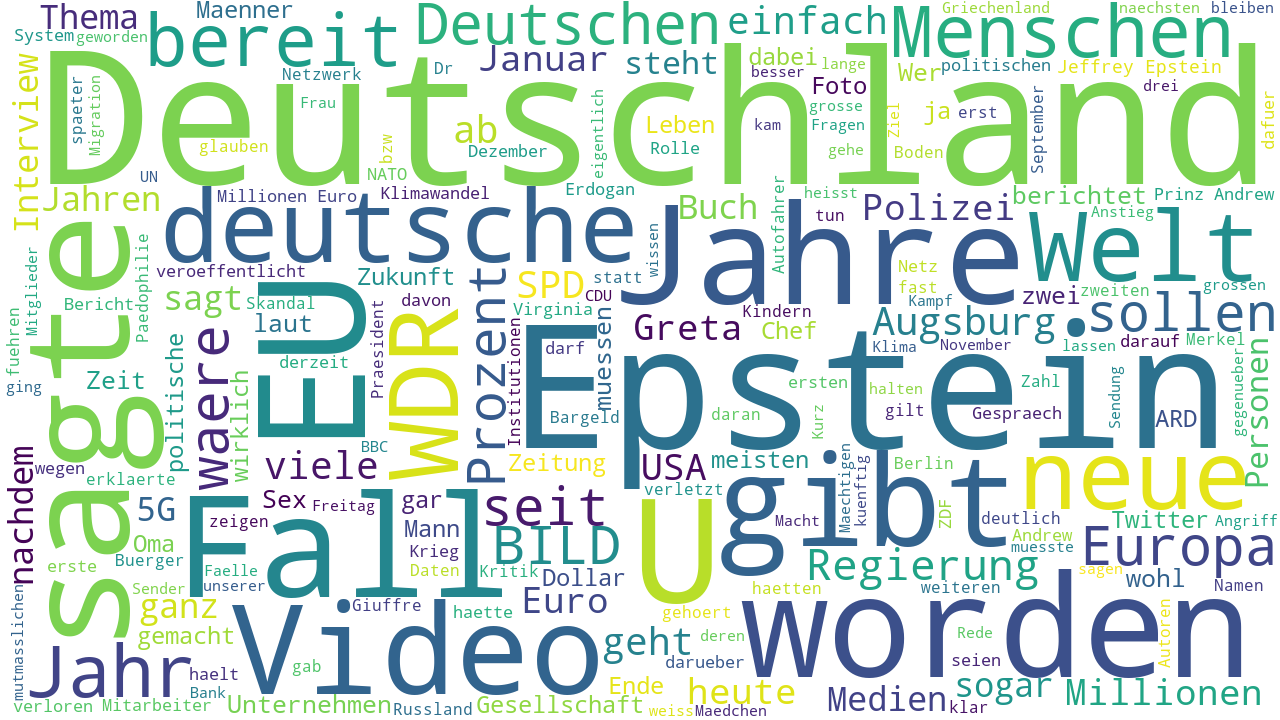 Thema
Maenner
System
geworden
bereit
Deutschen
einfach
Menschen
Griechenland
naechsten
bleiben
Januar
steht
dabei
lange
besser
Foto
Wer
politischen
Jeffrey Epstein
drei
Interview
spaeter
Migration
Deutschland
Netzwerk
Dr
Frau
glauben
bzw
ab
Dezember
eigentlich
Leben
Rolle
kam
grosse
Fragen
gehe
Ziel
ja
erst
Boden
September
dafuer
UN
NATO
Jahren
Millionen Euro
Klimawandel
Erdogan
Buch
Autofahrer
heisst
tun
Polizei
berichtet
Prinz Andrew
Anstieg
deutsche
Jahre
Welt
sagte
Mitglieder
Paedophilie
veroeffentlicht
Zukunft
SPD
statt
wissen
Netz
fast
zwei
zweiten
grossen
Bericht
sagt
Skandal
davon
Prozent
Virginia
CDU
Kindern
Kampf
sollen
fuehren
laut
EU
WDR
Praesident
Institutionen
muessen
Greta
Chef
Augsburg
November
Klima
lassen
darauf
Merkel
derzeit
darf
Epstein
waere
politische
ging
Zeit
wirklich
ersten
halten
Zahl
Sendung
gegenueber
Personen
Bargeld
daran
Kurz
gilt
Gespraech
ARD
BBC
nachdem
wegen
erklaerte
viele
Zeitung
USA
meisten
verletzt
Maechtigen
kuenftig
Berlin
ZDF
neue
5G
Sex
Freitag
gar
seit
U
gibt
Macht
deutlich
Twitter
Angriff
zeigen
Fall
Mann
Krieg
Daten
BILD
Kritik
Andrew
muesste
Europa
Oma
erste
Buerger
Faelle
unserer
Dollar
Regierung
sagen
wohl
Namen
mutmasslichen
Sender
ganz
Giuffre
Euro
haette
gehoert
haetten
weiteren
gemacht
Video
geht
deren
worden
Rede
seien
Autoren
Jahr
haelt
Bank
gab
darueber
Ende
heute
Medien
sogar
klar
Millionen
verloren
Mitarbeiter
Unternehmen
Russland
Gesellschaft
weiss
Maedchen